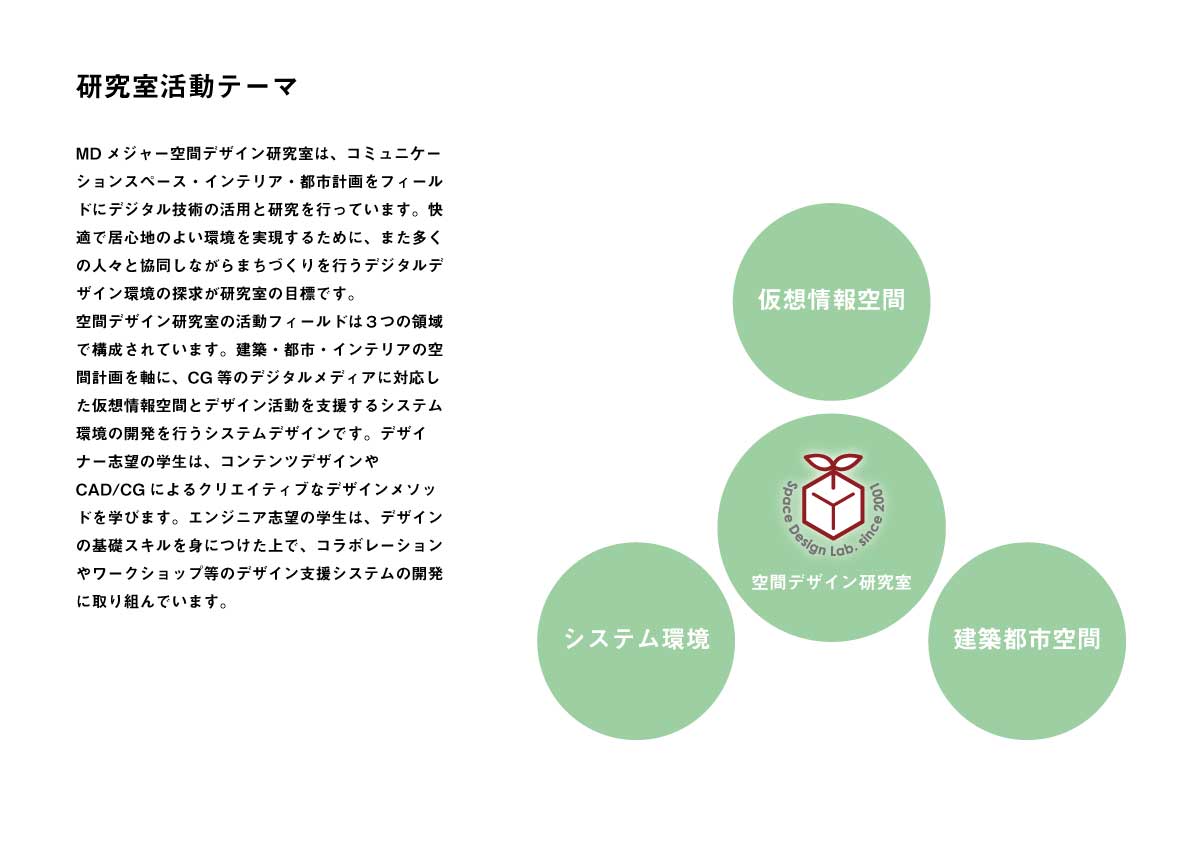 研究室活動テーマ
MD メジャー空間デザイン研究室は、コミュニケー
ションスペース・インテリア・都市計画をフィール
ドにデジタル技術の活用と研究を行っています。快
適で居心地のよい環境を実現するために、また多く
の人々と協同しながらまちづくりを行うデジタルデ
ザイン環境の探求が研究室の目標です。
空間デザイン研究室の活動フィールドは３つの領域
で構成されています。建築・都市・インテリアの空
間計画を軸に、CG 等のデジタルメディアに対応し
た仮想情報空間とデザイン活動を支援するシステム
環境の開発を行うシステムデザインです。デザイ
ナー志望の学生は、コンテンツデザインや
CAD/CG によるクリエイティブなデザインメソッ
ドを学びます。エンジニア志望の学生は、デザイン
の基礎スキルを身につけた上で、コラボレーション
やワークショップ等のデザイン支援システムの開発
に取り組んでいます。
仮想情報空間
Space Design Lab. since 2001
空間デザイン研究室
システム環境
建築都市空間